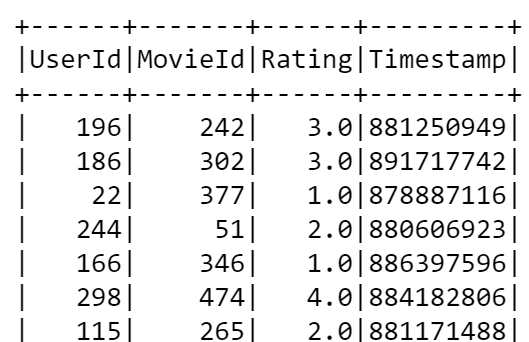 +------+-------+------+---------+
|UserId|MovieId|Rating|Timestamp|
+------+-------+------+---------+
|   196|    242|   3.0|881250949|
|   186|    302|   3.0|891717742|
|    22|    377|   1.0|878887116|
|   244|     51|   2.0|880606923|
|   166|    346|   1.0|886397596|
|   298|    474|   4.0|884182806|
|   115|    265|   2.0|881171488|